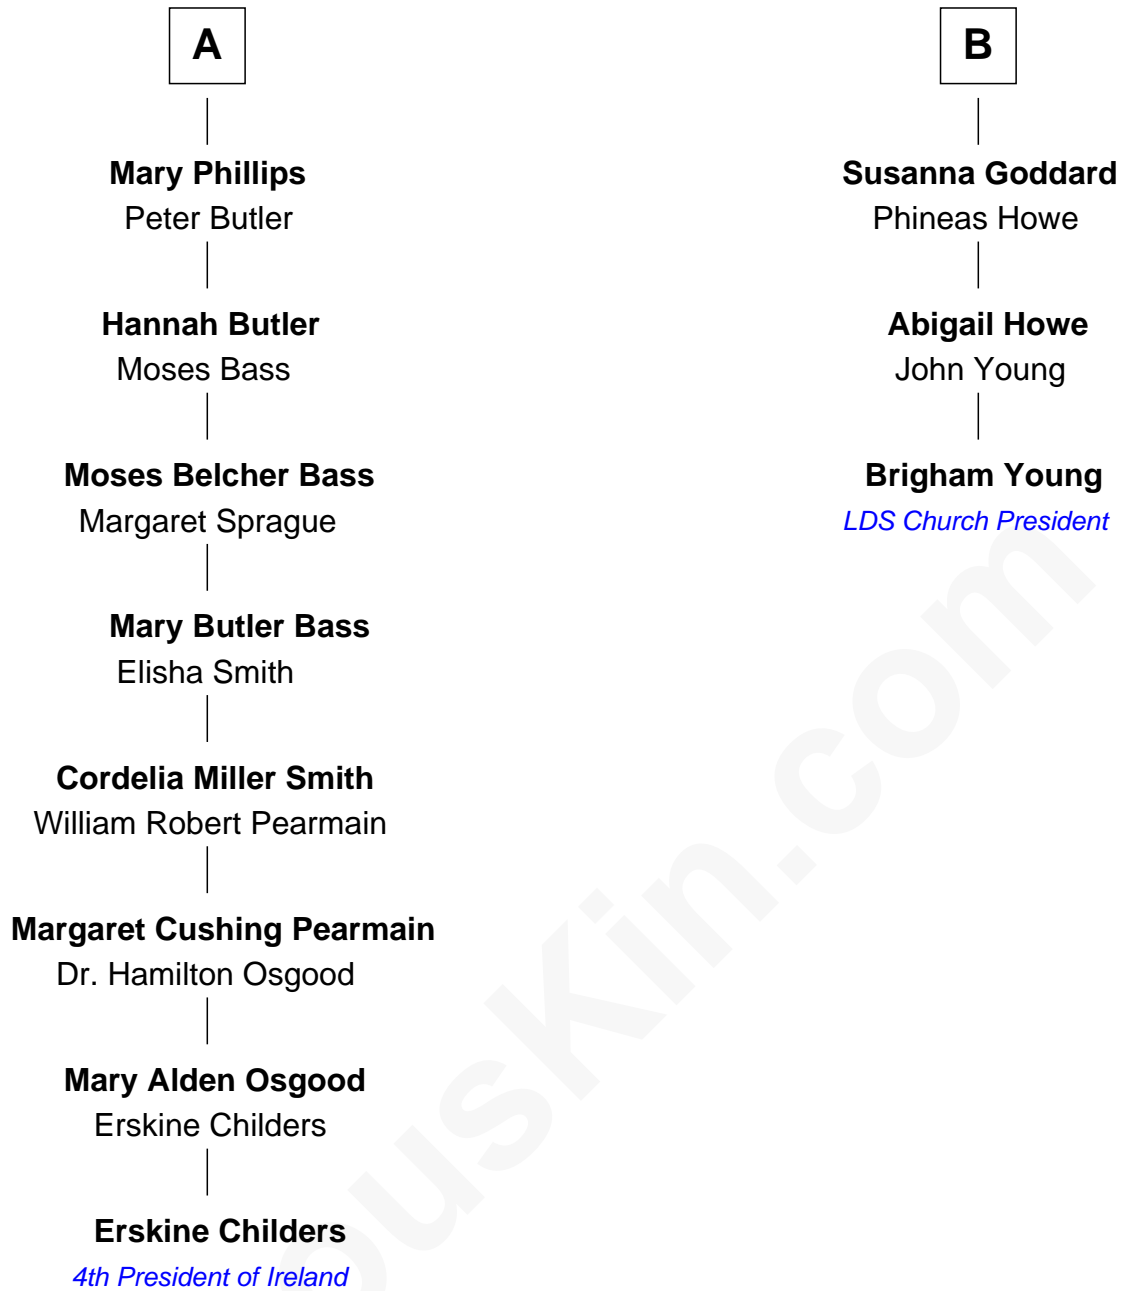 A
Mary Phillips
Peter Butler
Hannah Butler
Moses Bass
Moses Belcher Bass
Margaret Sprague
Mary Butler Bass
Elisha Smith
Cordelia Miller Smith
William Robert Pearmain
Margaret Cushing Pearmain
Dr. Hamilton Osgood
Mary Alden Osgood
Erskine Childers
Erskine Childers
4th President of Ireland
B
Susanna Goddard
Phineas Howe
Abigail Howe
John Young
Brigham Young
LDS Church President
ousKin.com